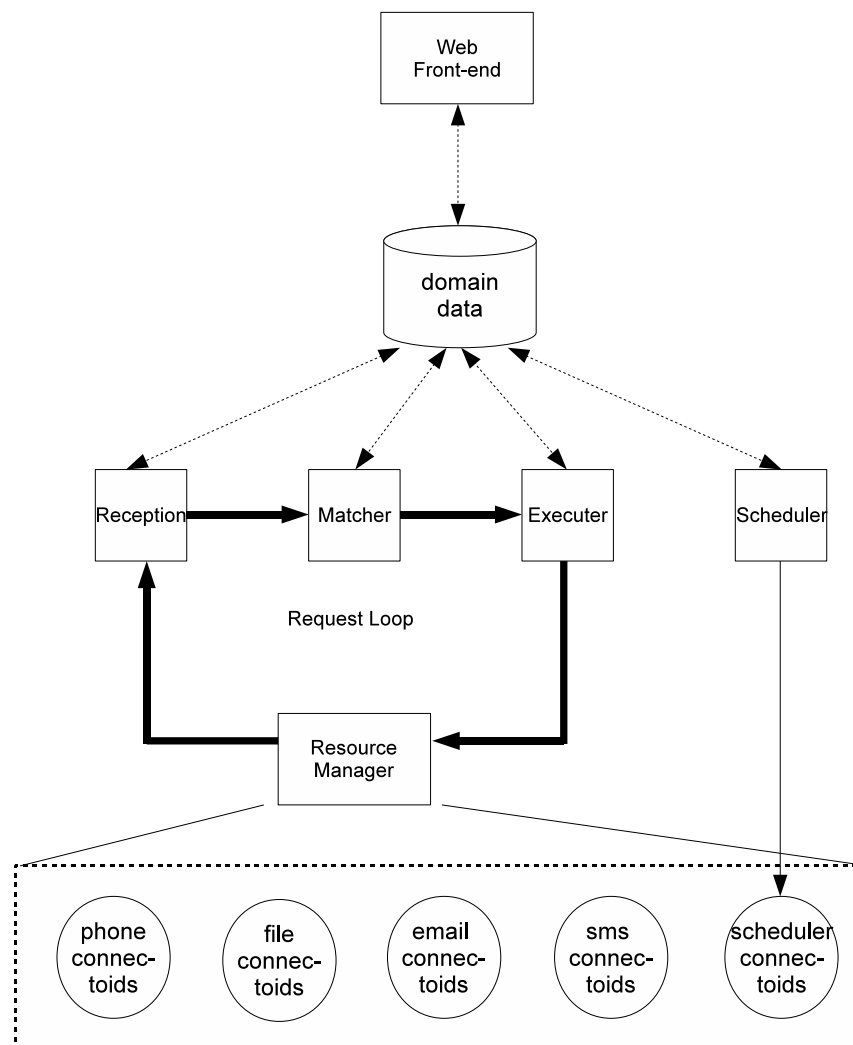 Web
Front-end
domain
data
Reception
Matcher
Executer
Scheduler
Request Loop
Resource
Manager
phone
connec-
toids
file
connec-
toids
email
connec-
toids
sms
connec-
toids
scheduler
connec-
toids